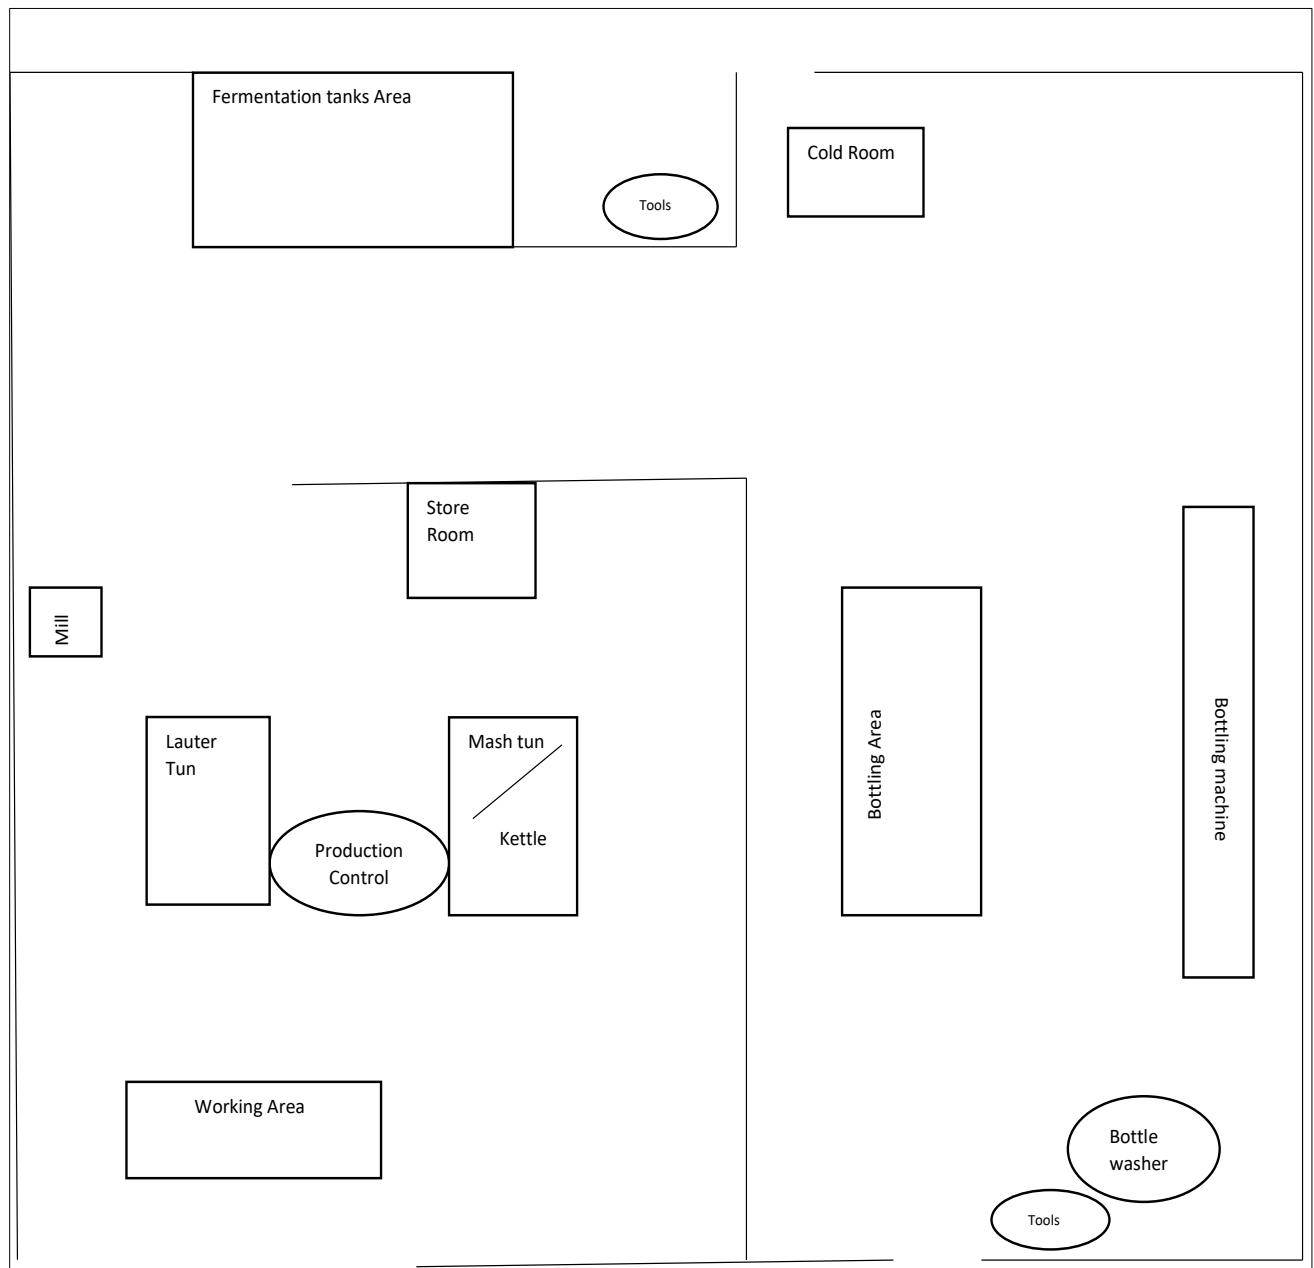 Fermentation tanks Area
Cold Room
Tools
Store
Room
Mill
Lauter
Tun
Mash tun
Kettle
Production
Control
Bottling Area
Bottling machine
Working Area
Bottle
washer
Tools